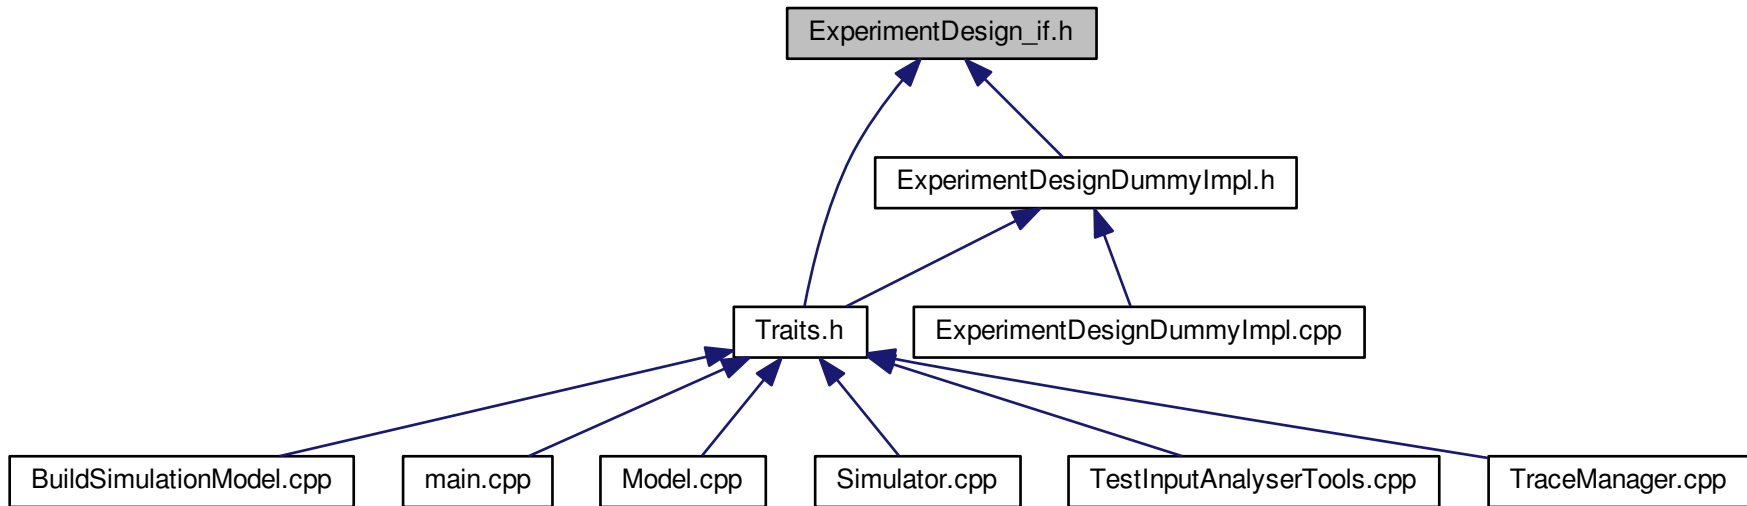 ExperimentDesign_if.h
ExperimentDesignDummyImpl.h
Traits.h
ExperimentDesignDummyImpl.cpp
BuildSimulationModel.cpp
main.cpp
Model.cpp
Simulator.cpp
TestInputAnalyserTools.cpp
TraceManager.cpp